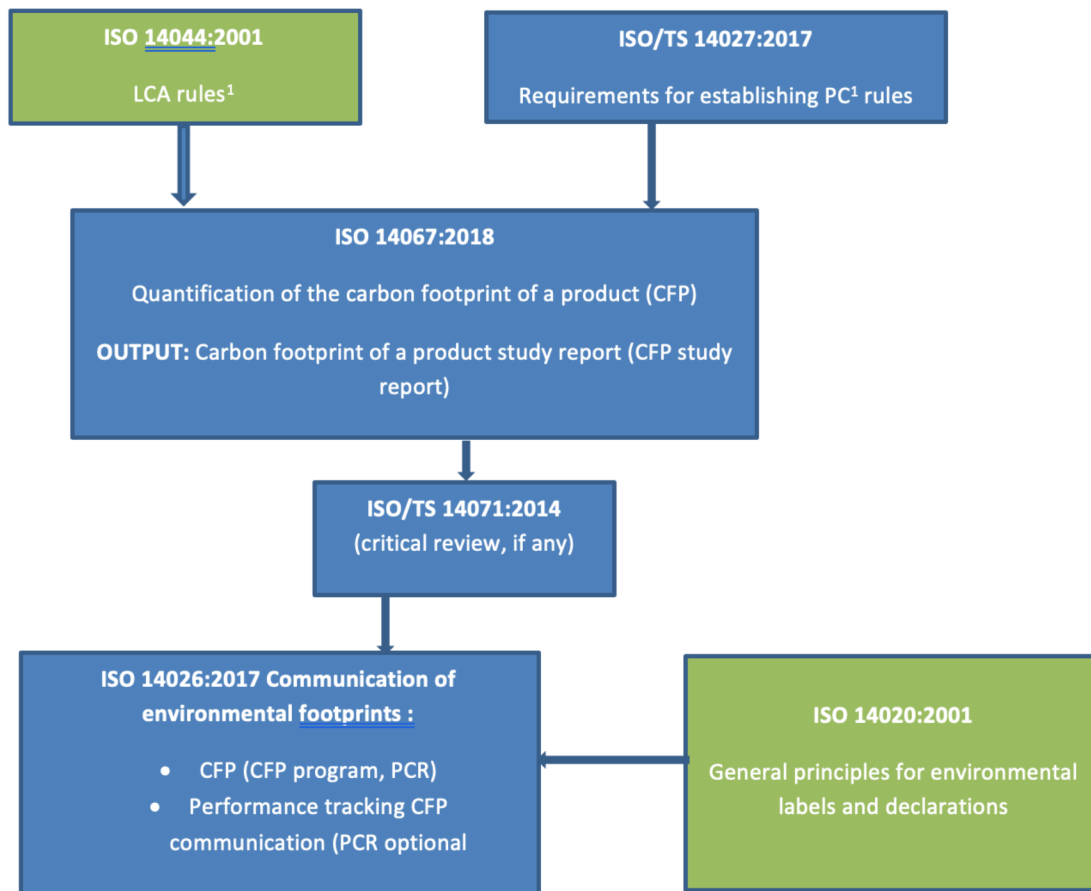 ISO 14044:2001
LCA rules¹
ISO/TS 14027:2017
Requirements for establishing PC¹ rules
ISO 14067:2018
Quantification of the carbon footprint of a product (CFP)
OUTPUT: Carbon footprint of a product study report (CFP study
report)
ISO/TS 14071:2014
(critical review, if any)
ISO 14026:2017 Communication of
environmental footprints :
• CFP (CFP program, PCR)
• Performance tracking CFP
communication (PCR optional
ISO 14020:2001
General principles for environmental
labels and declarations